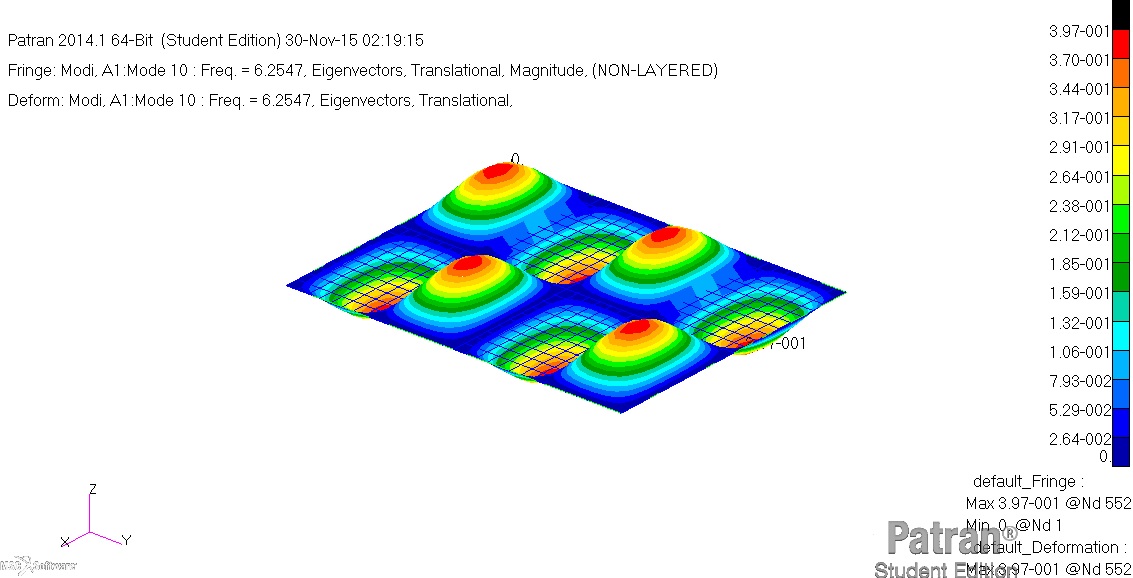 Patran 2014.1 64-Bit (Student Edition) 30-Nov-15 02:19:15
Fringe: Modi, A1:Mode 10 : Freq. = 6.2547, Eigenvectors, Translational, Magnitude, (NON-LAYERED)
Deform: Modi, A1:Mode 10 : Freq. = 6.2547, Eigenvectors, Translational,
3.97-001
3.70-001
3.44-001
3.17-001
2.91-001
2.64-001
2.38-001
2.12-001
1.85-001
1.59-001
1.32-001
1.06-001
7.93-002
5.29-002
2.64-002
0.
0.
Z
X
Y
default_Fringe :
Max 3.97-001 @Nd 552
Min 0. @Nd 1
default_Deformation :
Max 3.97-001 @Nd 552
Patran®
Student Edition
Software